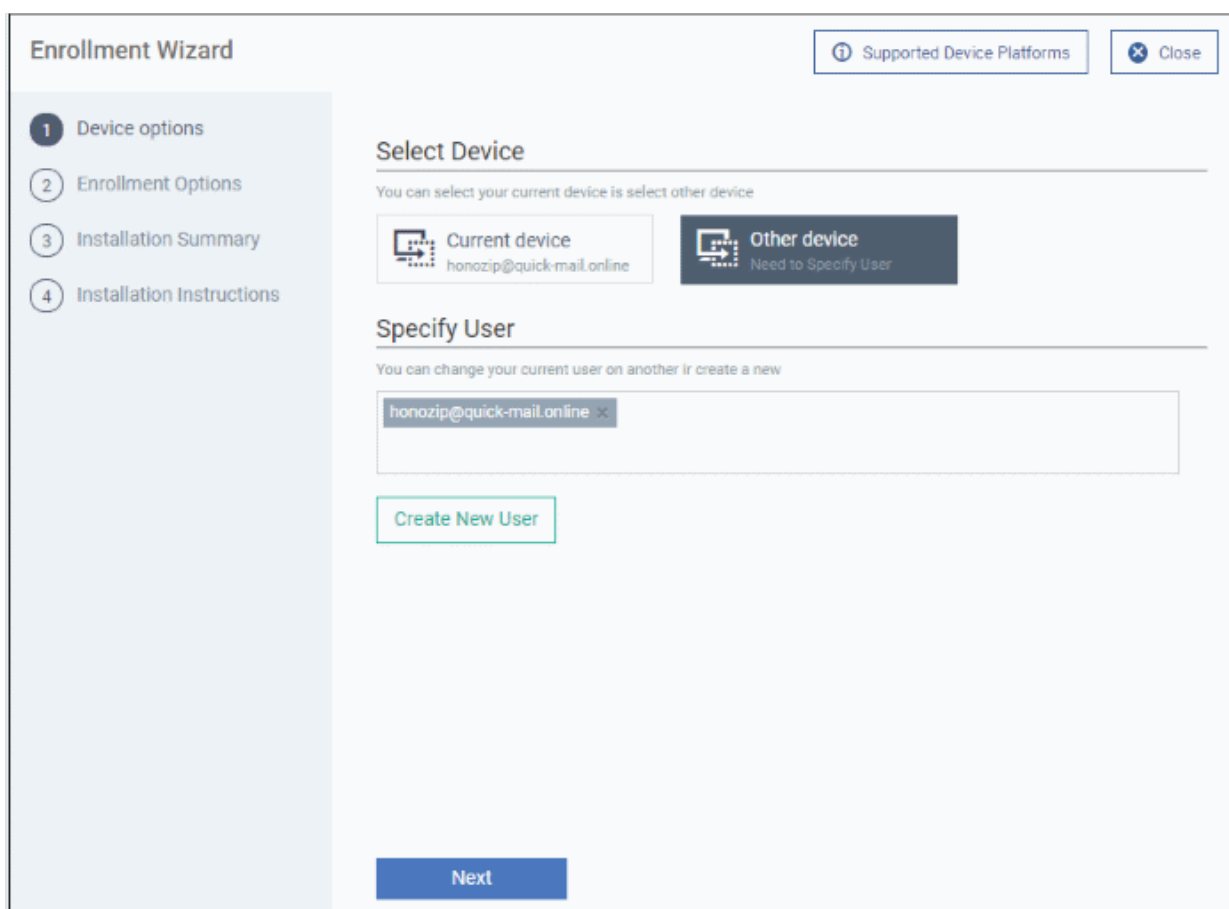 Enrollment Wizard
Supported Device Platforms
Close
1 Device options
2 Enrollment Options
3 Installation Summary
4 Installation Instructions
Select Device
You can select your current device is select other device
Current device
honozip@quick-mail.online
Other device
Need to Specify User
Specify User
You can change your current user on another ir create a new
honozip@quick-mail.online ×
Create New User
Next